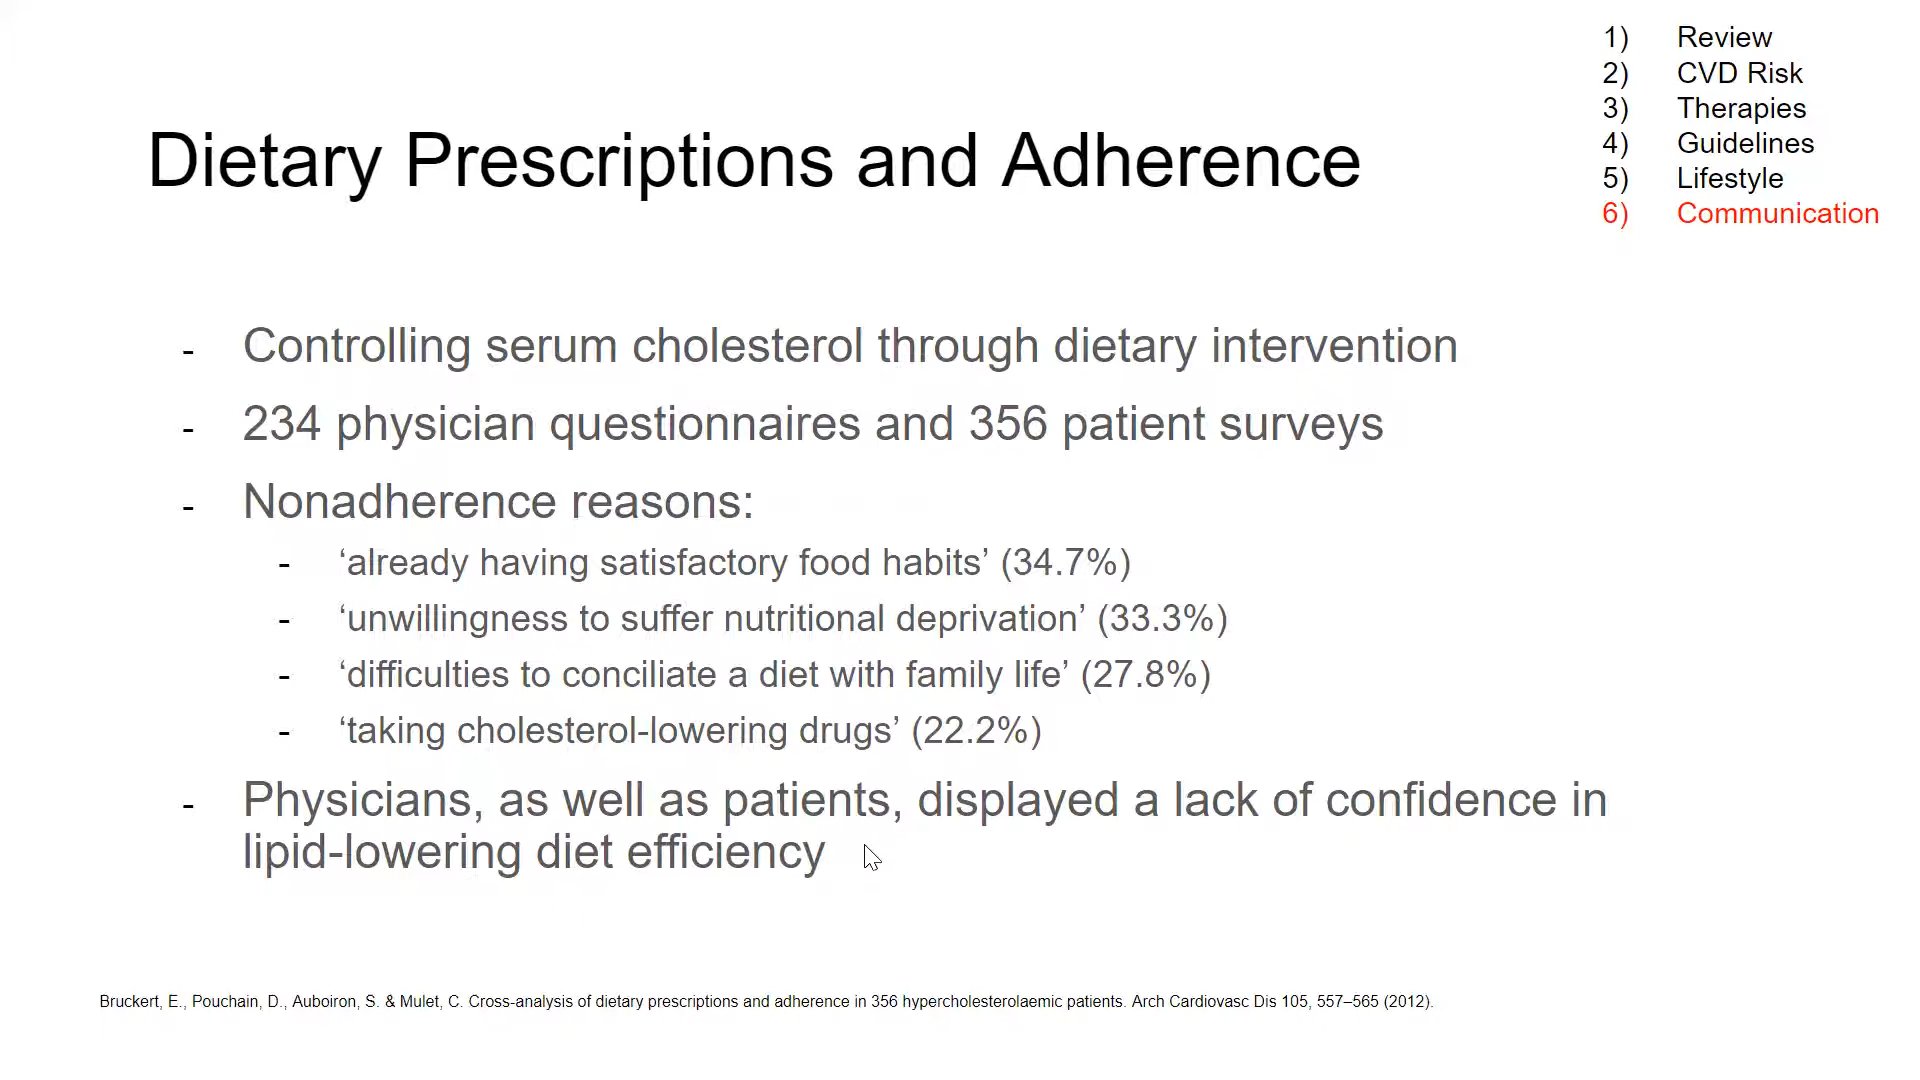 1) Review
2) CVD Risk
3) Therapies
4) Guidelines
5) Lifestyle
6) Communication
Dietary Prescriptions and Adherence
- Controlling serum cholesterol through dietary intervention
- 234 physician questionnaires and 356 patient surveys
- Nonadherence reasons:
- ‘already having satisfactory food habits’ (34.7%)
- ‘unwillingness to suffer nutritional deprivation’ (33.3%)
- ‘difficulties to conciliate a diet with family life’ (27.8%)
- ‘taking cholesterol-lowering drugs’ (22.2%)
- Physicians, as well as patients, displayed a lack of confidence in
lipid-lowering diet efficiency
Bruckert, E., Pouchain, D., Auboiron, S. & Mulet, C. Cross-analysis of dietary prescriptions and adherence in 356 hypercholesterolaemic patients. Arch Cardiovasc Dis 105, 557–565 (2012).